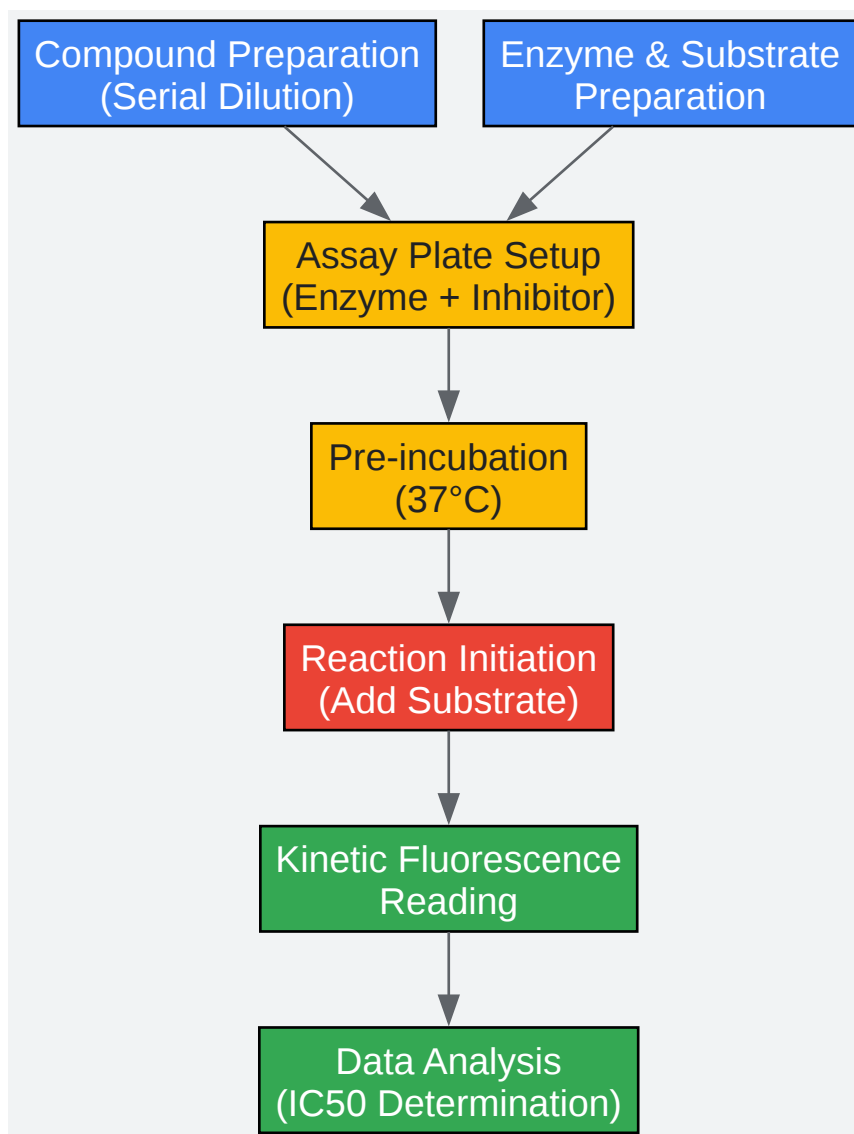 Compound Preparation
(Serial Dilution)
Enzyme & Substrate
Preparation
Assay Plate Setup
(Enzyme + Inhibitor)
Pre-incubation
(37°C)
Reaction Initiation
(Add Substrate)
Kinetic Fluorescence
Reading
Data Analysis
(IC50 Determination)